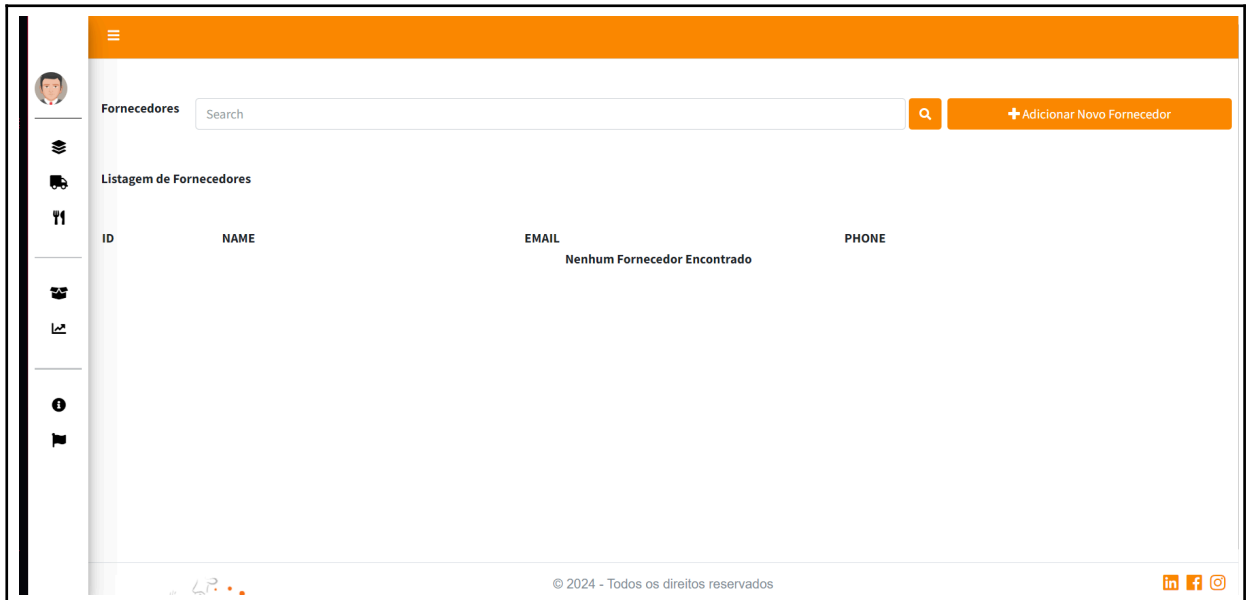 Fornecedores
Search
Adicionar Novo Fornecedor
Listagem de Fornecedores
ID NAME EMAIL PHONE
Nenhum Fornecedor Encontrado
© 2024 - Todos os direitos reservados